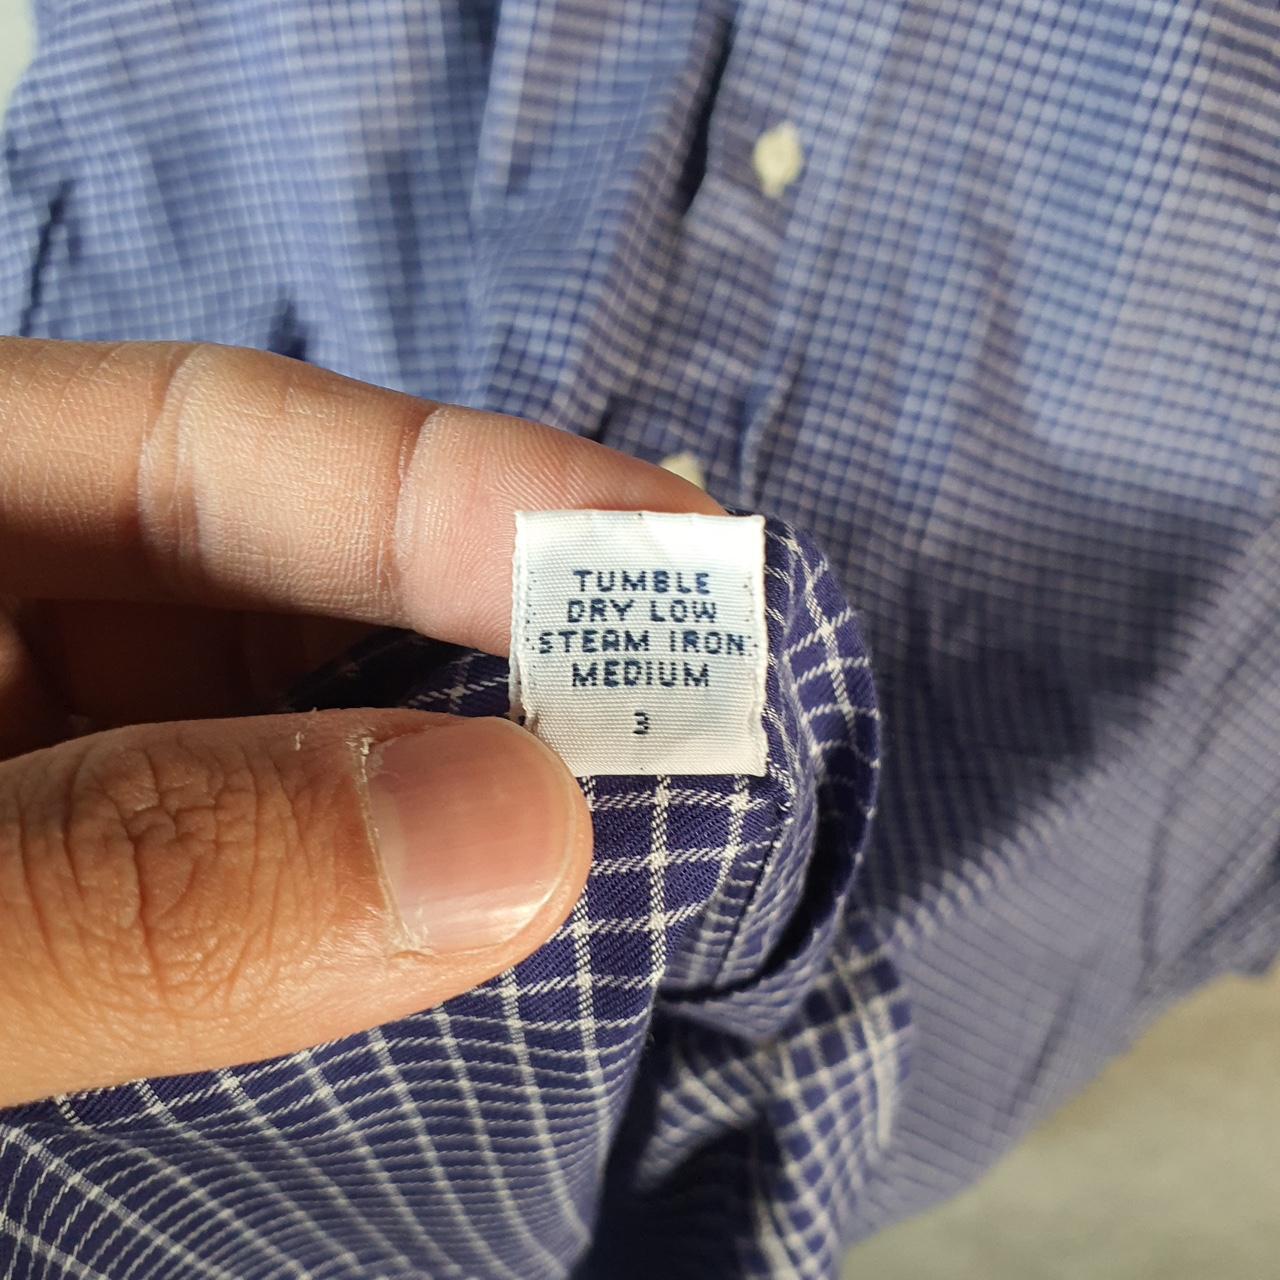 TUMBLE
DRY LOW
STEAM IRON
MEDIUM
3